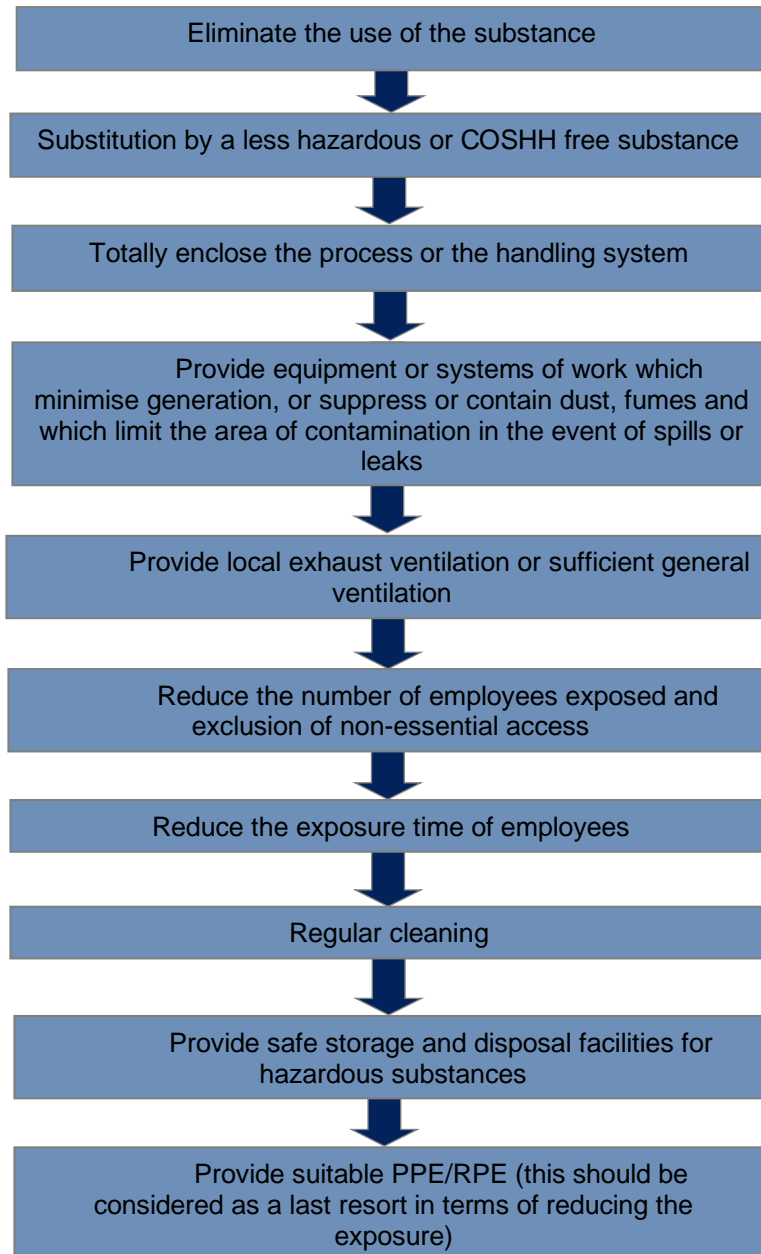 Eliminate the use of the substance
Substitution by a less hazardous or COSHH free substance
Totally enclose the process or the handling system
Provide equipment or systems of work which
minimise generation, or suppress or contain dust, fumes and
which limit the area of contamination in the event of spills or
leaks
Provide local exhaust ventilation or sufficient general
ventilation
Reduce the number of employees exposed and
exclusion of non-essential access
Reduce the exposure time of employees
Regular cleaning
Provide safe storage and disposal facilities for
hazardous substances
Provide suitable PPE/RPE (this should be
considered as a last resort in terms of reducing the
exposure)